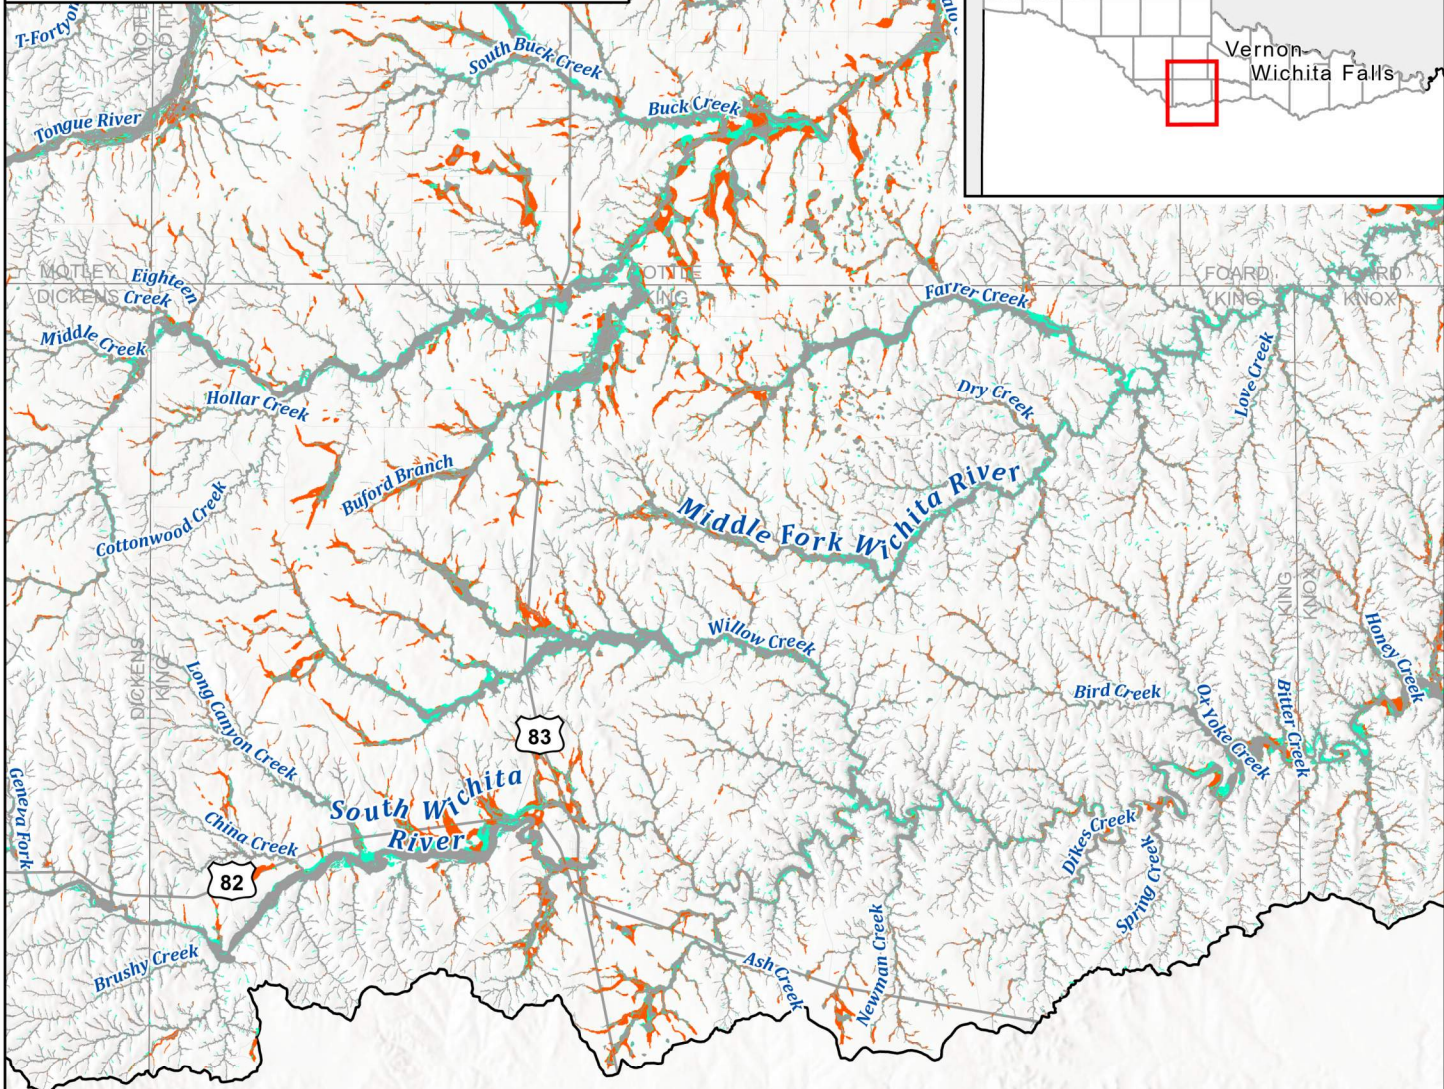 T-Fortyon
MOTLEY
South Buck Creek
Buck Creek
Tongue River
Vernon
Wichita Falls
MOTLEY
DICKENS
Eighteen
Creek
Middle Creek
Hollar Creek
Farrer Creek
FOARD
KING
FOARD
KNOX
Love Creek
Dry Creek
Buford Branch
Cottonwood Creek
Middle Fork Wichita River
KING
KNOX
Willow Creek
DICKENS
KING
Long Canyon Creek
Bird Creek
Ox Yoke Creek
Bitter Creek
Honey Creek
83
South Wichita
River
Geneva Fork
China Creek
82
Dikes Creek
Spring Creek
Brushy Creek
Ash Creek
Newman Creek